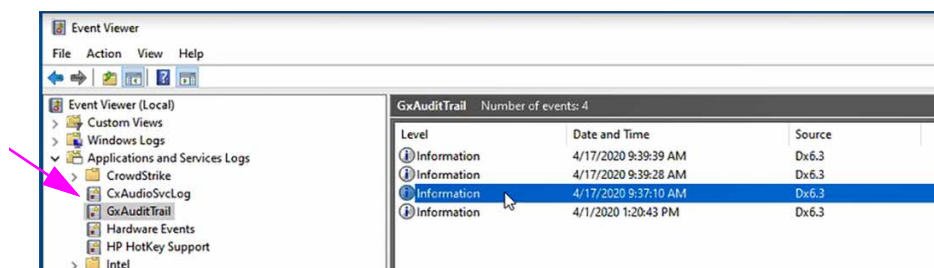 Event Viewer
File Action View Help
Event Viewer (Local)
Custom Views
Windows Logs
Applications and Services Logs
CrowdStrike
CxAudioSvcLog
GxAuditTrail
Hardware Events
HP HotKey Support
Intel
GxAuditTrail Number of events: 4
Level Date and Time Source
Information 4/17/2020 9:39:39 AM Dx6.3
Information 4/17/2020 9:39:28 AM Dx6.3
Information 4/17/2020 9:37:10 AM Dx6.3
Information 4/1/2020 1:20:43 PM Dx6.3